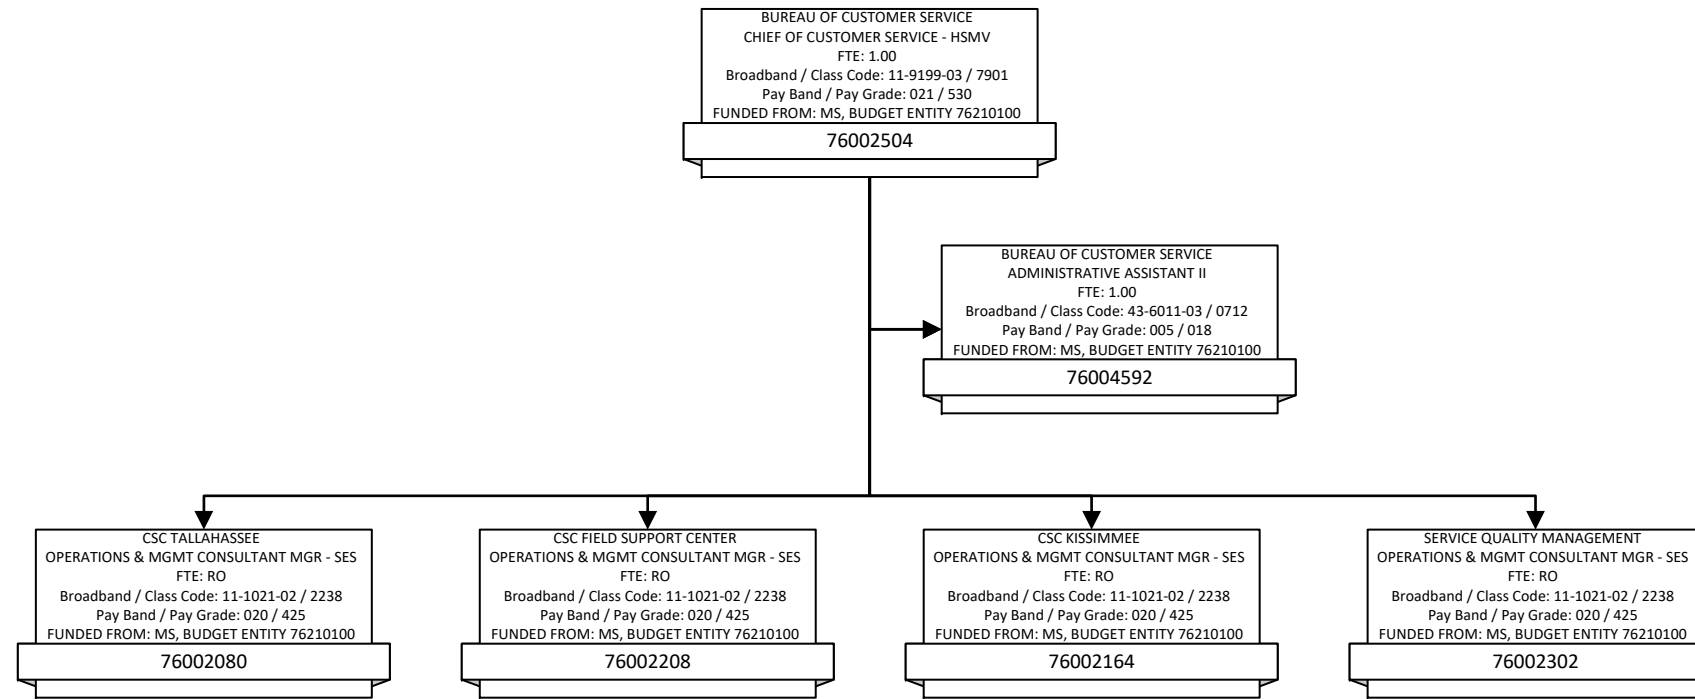 BUREAU OF CUSTOMER SERVICE
CHIEF OF CUSTOMER SERVICE - HSMV
FTE: 1.00
Broadband / Class Code: 11-9199-03 / 7901
Pay Band / Pay Grade: 021 / 530
FUNDED FROM: MS, BUDGET ENTITY 76210100
76002504
BUREAU OF CUSTOMER SERVICE
ADMINISTRATIVE ASSISTANT II
FTE: 1.00
Broadband / Class Code: 43-6011-03 / 0712
Pay Band / Pay Grade: 005 / 018
FUNDED FROM: MS, BUDGET ENTITY 76210100
76004592
CSC TALLAHASSEE
OPERATIONS & MGMT CONSULTANT MGR - SES
FTE: RO
Broadband / Class Code: 11-1021-02 / 2238
Pay Band / Pay Grade: 020 / 425
FUNDED FROM: MS, BUDGET ENTITY 76210100
76002080
CSC FIELD SUPPORT CENTER
OPERATIONS & MGMT CONSULTANT MGR - SES
FTE: RO
Broadband / Class Code: 11-1021-02 / 2238
Pay Band / Pay Grade: 020 / 425
FUNDED FROM: MS, BUDGET ENTITY 76210100
76002208
CSC KISSIMMEE
OPERATIONS & MGMT CONSULTANT MGR - SES
FTE: RO
Broadband / Class Code: 11-1021-02 / 2238
Pay Band / Pay Grade: 020 / 425
FUNDED FROM: MS, BUDGET ENTITY 76210100
76002164
SERVICE QUALITY MANAGEMENT
OPERATIONS & MGMT CONSULTANT MGR - SES
FTE: RO
Broadband / Class Code: 11-1021-02 / 2238
Pay Band / Pay Grade: 020 / 425
FUNDED FROM: MS, BUDGET ENTITY 76210100
76002302